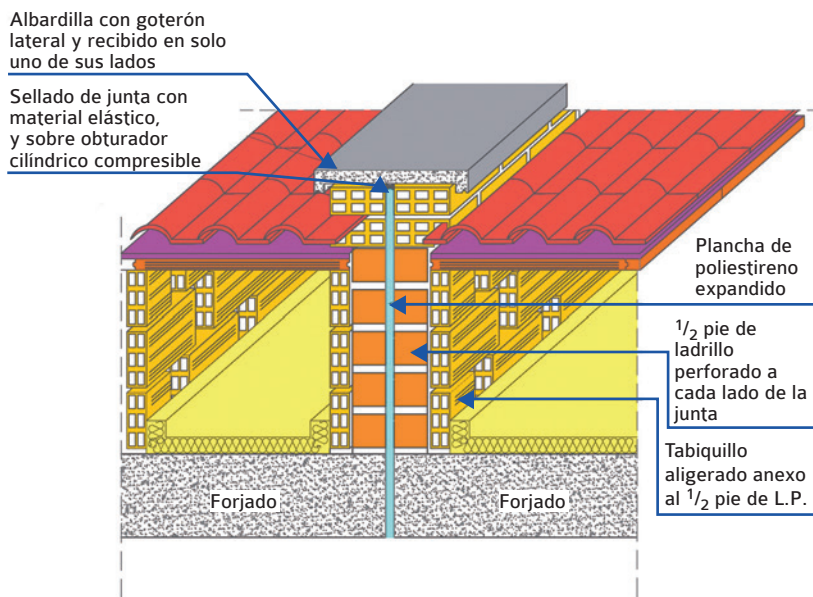 Albardilla con goterón
lateral y recibido en solo
uno de sus lados
Sellado de junta con
material elástico,
y sobre obturador
cilíndrico compresible
Plancha de
poliestireno
expandido
1/2 pie de
ladrillo
perforado a
cada lado de la
junta
Tabiquillo
aligerado anexo
al 1/2 pie de L.P.
Forjado
Forjado